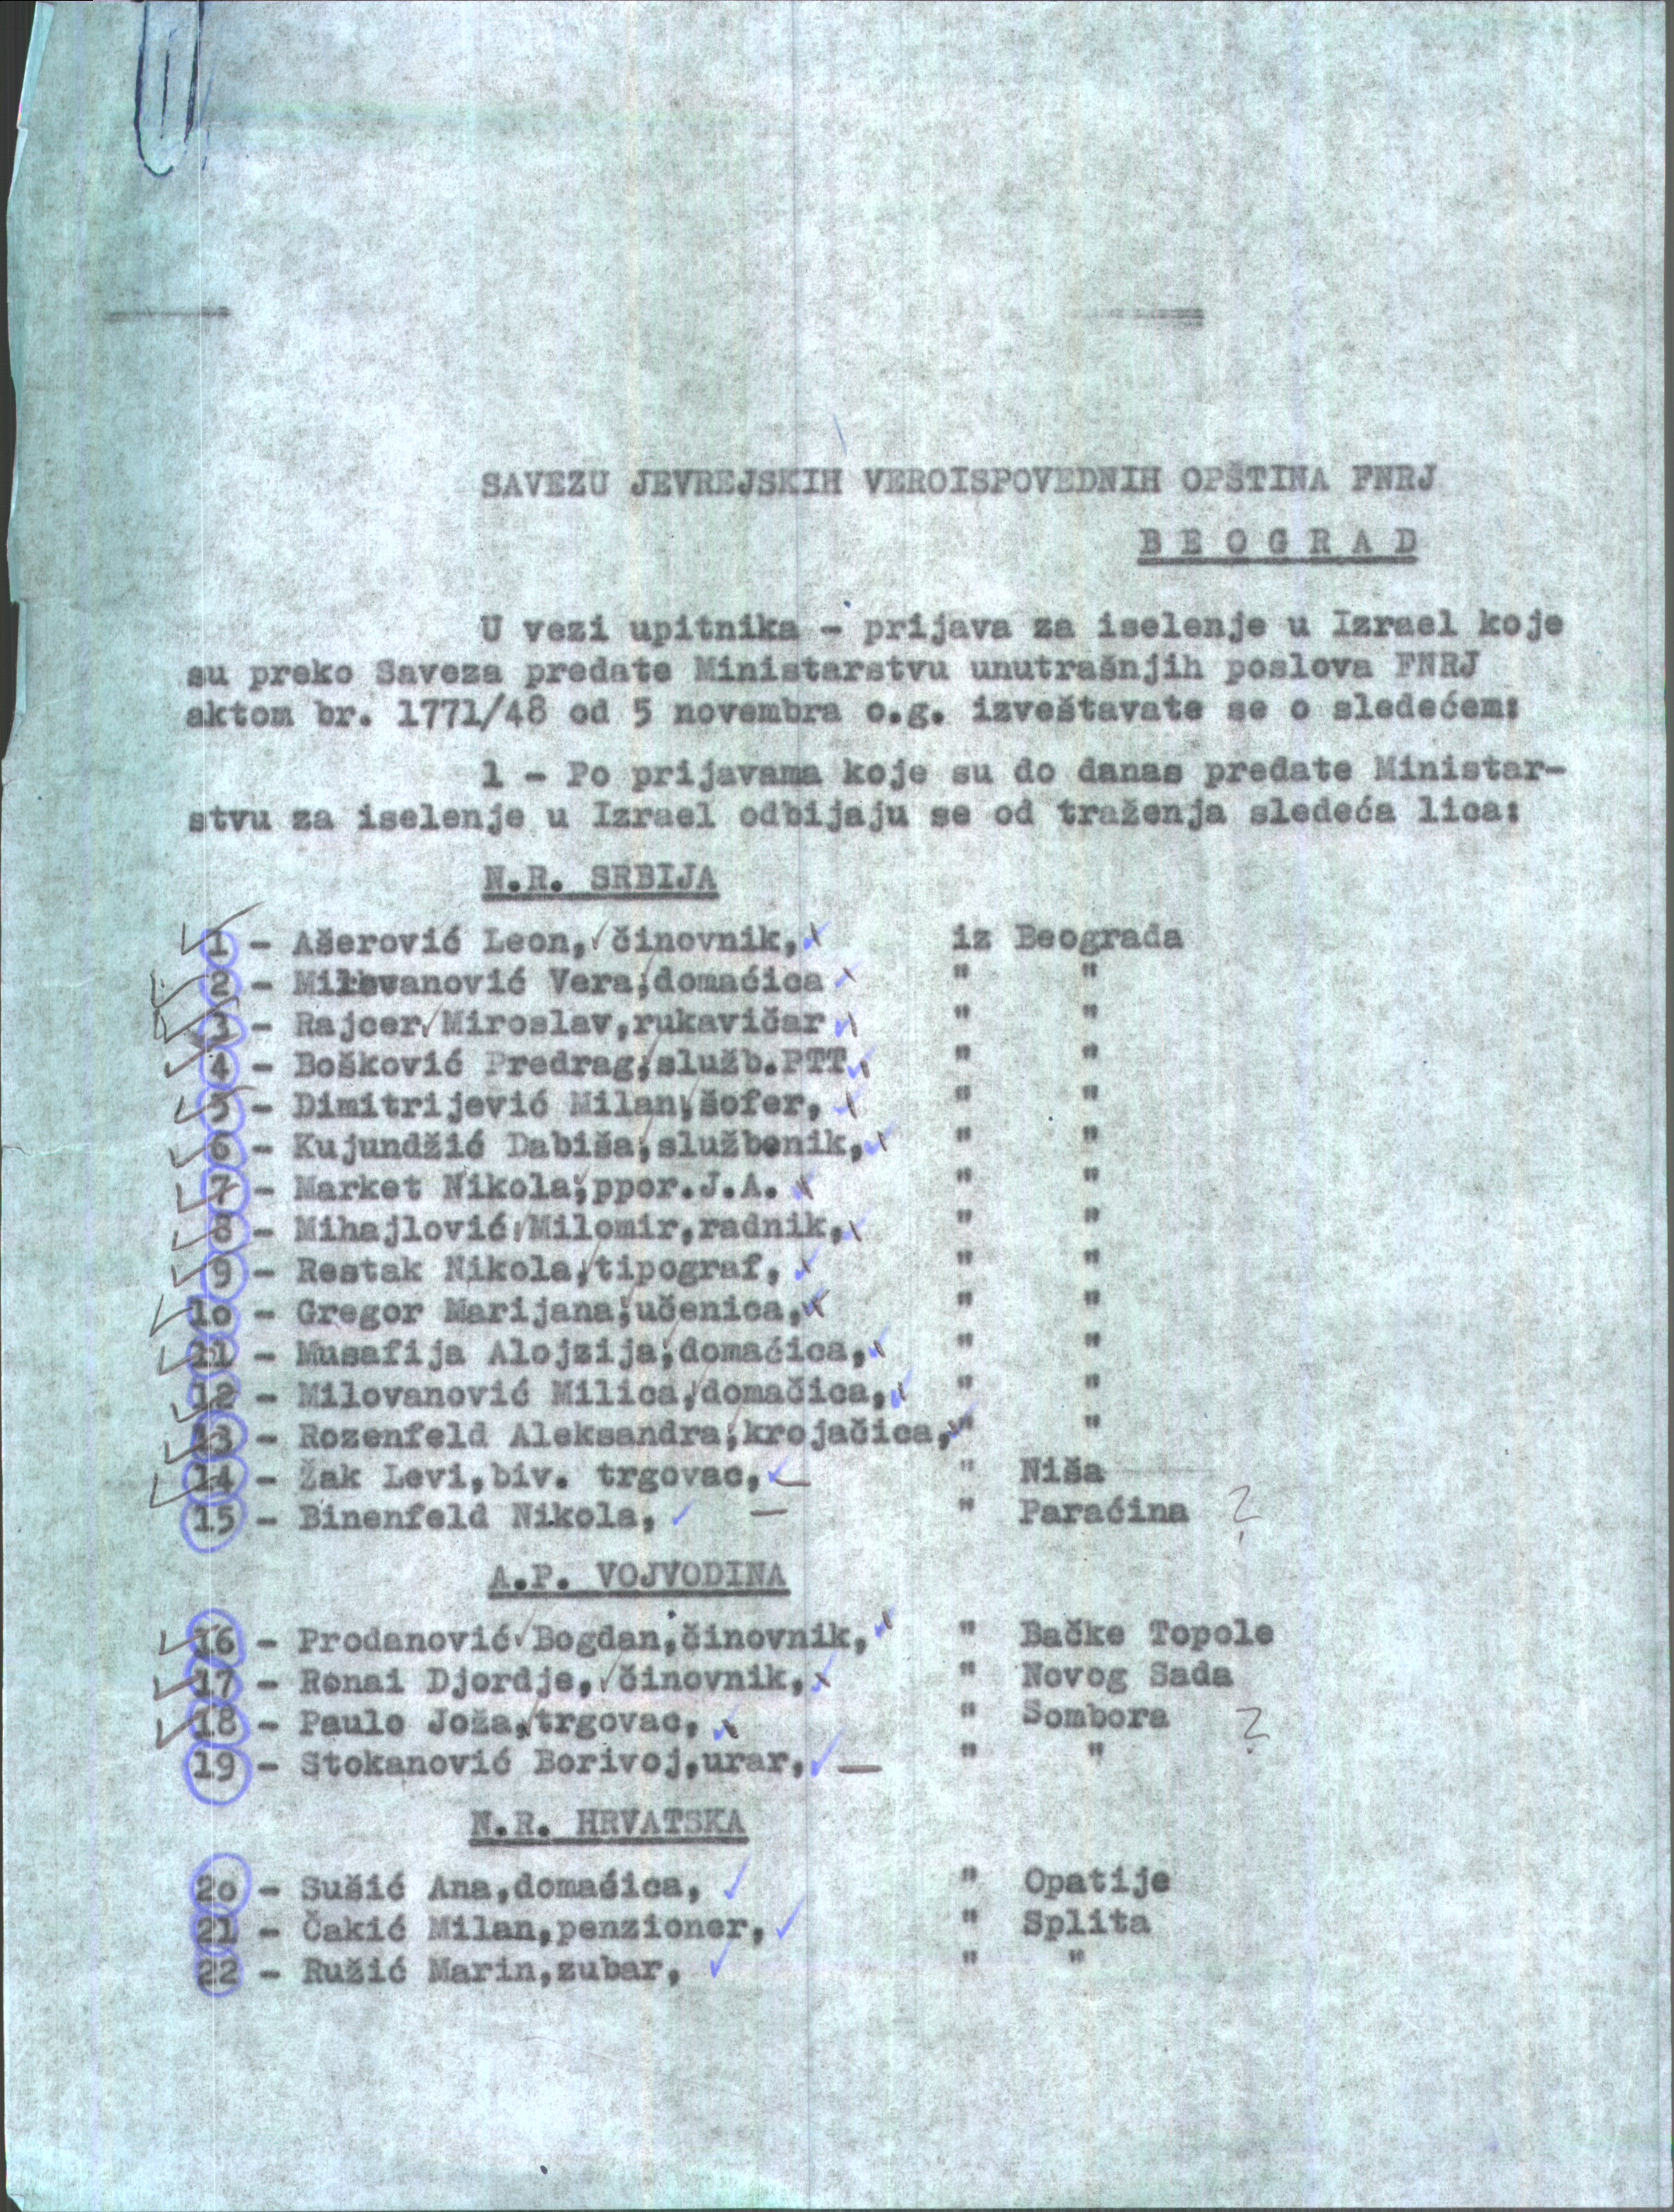 SAVEZU JEVREJSKIH VEROISPOVEDNIH OPŠTINA FNRJ
B E O G R A D
U vezi upitnika - prijava za iselenje u Izrael koje
su preko Saveza predate Ministarstvu unutrašnjih poslova FNRJ
aktom br. 1771/48 od 5 novembra o.g. izveštavate se o sledećem:
1 - Po prijavama koje su do danas predate Ministar-
stvu za iselenje u Izrael odbijaju se od traženja sledeća lica:
N.R. SRBIJA
1 - Ašerović Leon, činovnik, iz Beograda
2 - Vera, domaćica " "
3 - Rajcer Miroslav, rukavičar " "
4 - Bošković Predrag, služb.PTT " "
5 - Dimitrijević Milan, šofer, " "
6 - Kujundžić Dabiša, službenik, " "
7 - Market Nikola, ppor.J.A. " "
8 - Mihajlović Milomir, radnik, " "
9 - Restak Nikola, tipograf, " "
1o - Gregor Marijana, učenica, " "
11 - Musafija Alojzija, domaćica, " "
12 - Milovanović Milica, domačica, " "
13 - Rozenfeld Aleksandra, krojačica, " "
14 - Žak Levi, biv. trgovac, " Niša
15 - Binenfeld Nikola, " Paraćina ?
A.P. VOJVODINA
16 - Prodanović Bogdan, činovnik, " Bačke Topole
17 - Ronai Djordje, činovnik, " Novog Sada
18 - Paulo Joža, trgovac, " Sombora ?
19 - Stokanović Borivoj, urar, " "
N.R. HRVATSKA
2o - Sušić Ana, domaćica, " Opatije
21 - Čakić Milan, penzioner, " Splita
22 - Ružić Marin, zubar, " "